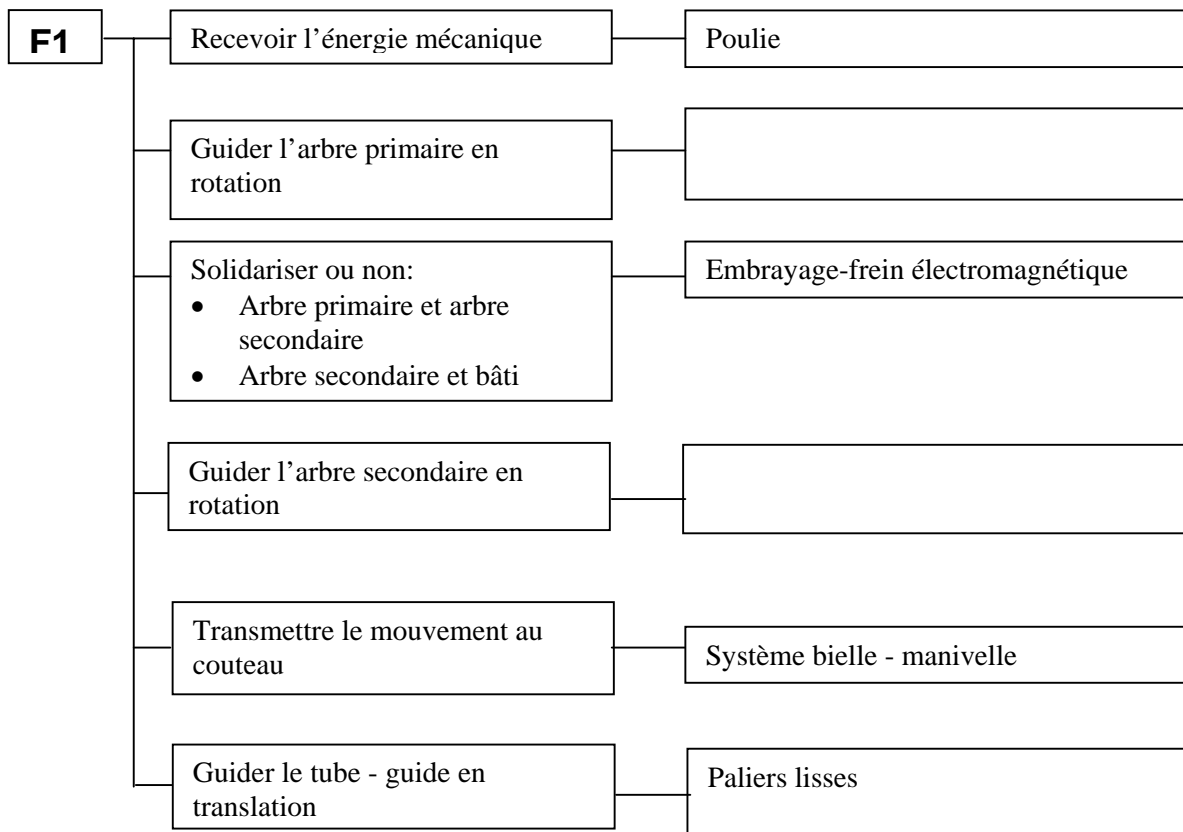 F1
Recevoir l’énergie mécanique
Poulie
Guider l’arbre primaire en
rotation
Solidariser ou non:
• Arbre primaire et arbre
secondaire
• Arbre secondaire et bâti
Embrayage-frein électromagnétique
Guider l’arbre secondaire en
rotation
Transmettre le mouvement au
couteau
Système bielle - manivelle
Guider le tube - guide en
translation
Paliers lisses